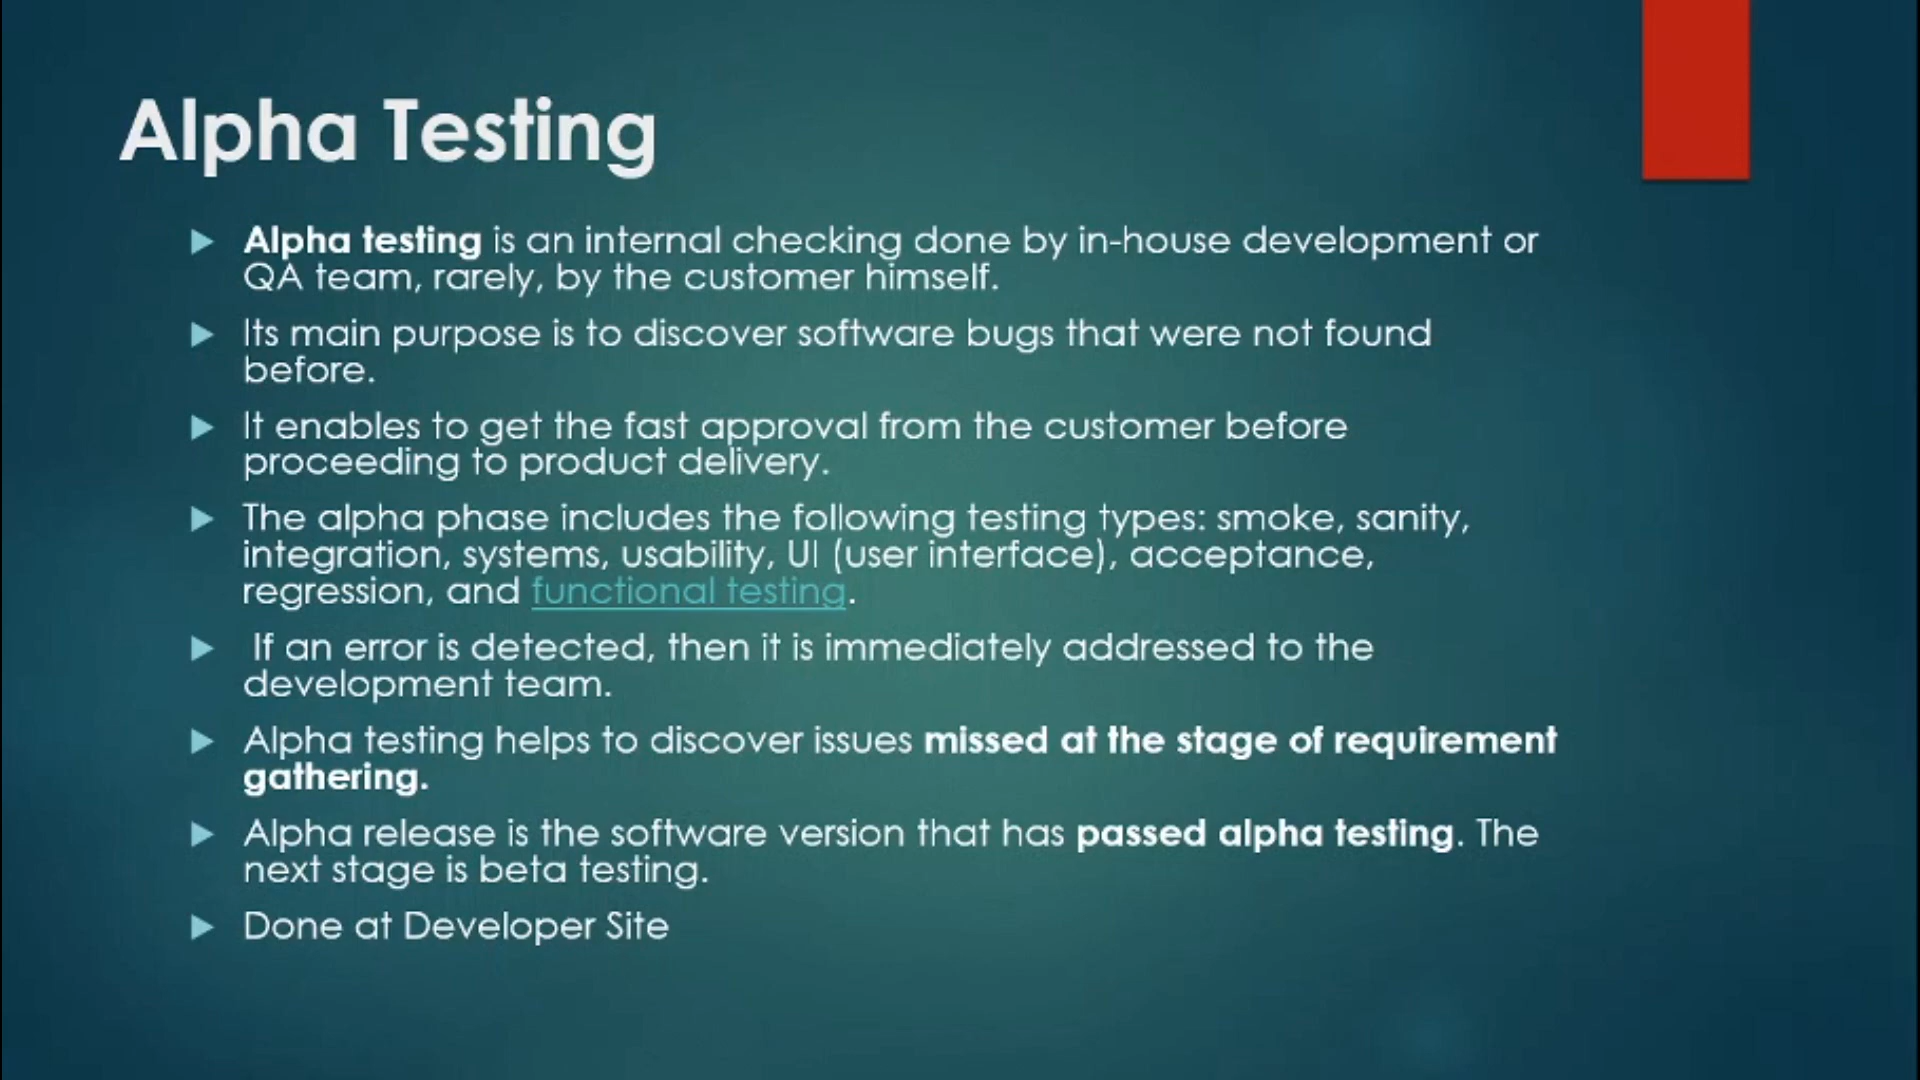 Alpha Testing
Alpha testing is an internal checking done by in-house development or
QA team, rarely, by the customer himself.
Its main purpose is to discover software bugs that were not found
before.
It enables to get the fast approval from the customer before
proceeding to product delivery.
The alpha phase includes the following testing types: smoke, sanity,
integration, systems, usability, UI (user interface), acceptance,
regression, and functional testing.
If an error is detected, then it is immediately addressed to the
development team.
Alpha testing helps to discover issues missed at the stage of requirement
gathering.
Alpha release is the software version that has passed alpha testing. The
next stage is beta testing.
Done at Developer Site